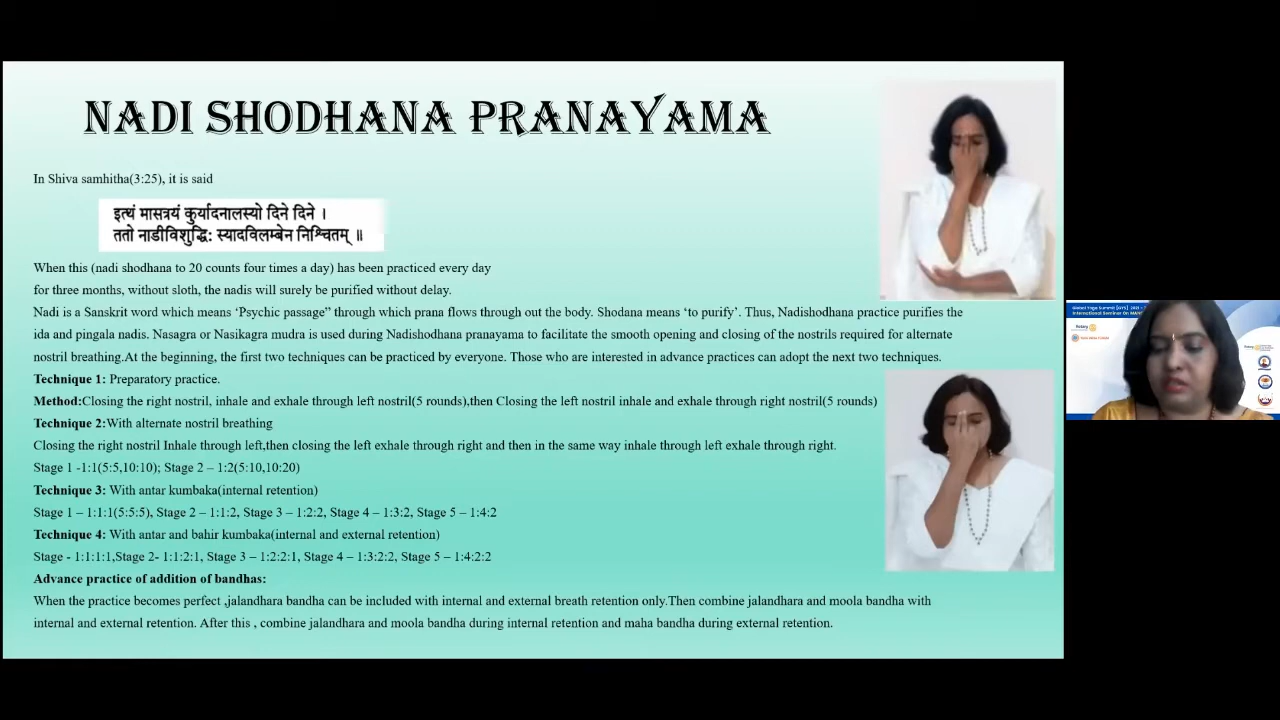 NADI SHODHANA PRANAYAMA
In Shiva samhitha(3:25), it is said
इत्थं मासत्रयं कुर्यादनालस्यो दिने दिने ।
ततो नाडीविशुद्धिः स्यादविलम्बेन निश्चितम् ॥
When this (nadi shodhana to 20 counts four times a day) has been practiced every day
for three months, without sloth, the nadis will surely be purified without delay.
Nadi is a Sanskrit word which means ‘Psychic passage” through which prana flows through out the body. Shodana means ‘to purify’. Thus, Nadishodhana practice purifies the
ida and pingala nadis. Nasagra or Nasikagra mudra is used during Nadishodhana pranayama to facilitate the smooth opening and closing of the nostrils required for alternate
nostril breathing.At the beginning, the first two techniques can be practiced by everyone. Those who are interested in advance practices can adopt the next two techniques.
Technique 1: Preparatory practice.
Method:Closing the right nostril, inhale and exhale through left nostril(5 rounds),then Closing the left nostril inhale and exhale through right nostril(5 rounds)
Technique 2:With alternate nostril breathing
Closing the right nostril Inhale through left,then closing the left exhale through right and then in the same way inhale through left exhale through right.
Stage 1 -1:1(5:5,10:10); Stage 2 – 1:2(5:10,10:20)
Technique 3: With antar kumbaka(internal retention)
Stage 1 – 1:1:1(5:5:5), Stage 2 – 1:1:2, Stage 3 – 1:2:2, Stage 4 – 1:3:2, Stage 5 – 1:4:2
Technique 4: With antar and bahir kumbaka(internal and external retention)
Stage - 1:1:1:1,Stage 2- 1:1:2:1, Stage 3 – 1:2:2:1, Stage 4 – 1:3:2:2, Stage 5 – 1:4:2:2
Advance practice of addition of bandhas:
When the practice becomes perfect ,jalandhara bandha can be included with internal and external breath retention only.Then combine jalandhara and moola bandha with
internal and external retention. After this , combine jalandhara and moola bandha during internal retention and maha bandha during external retention.
Global Yoga Summit
International Seminar On
Rotary